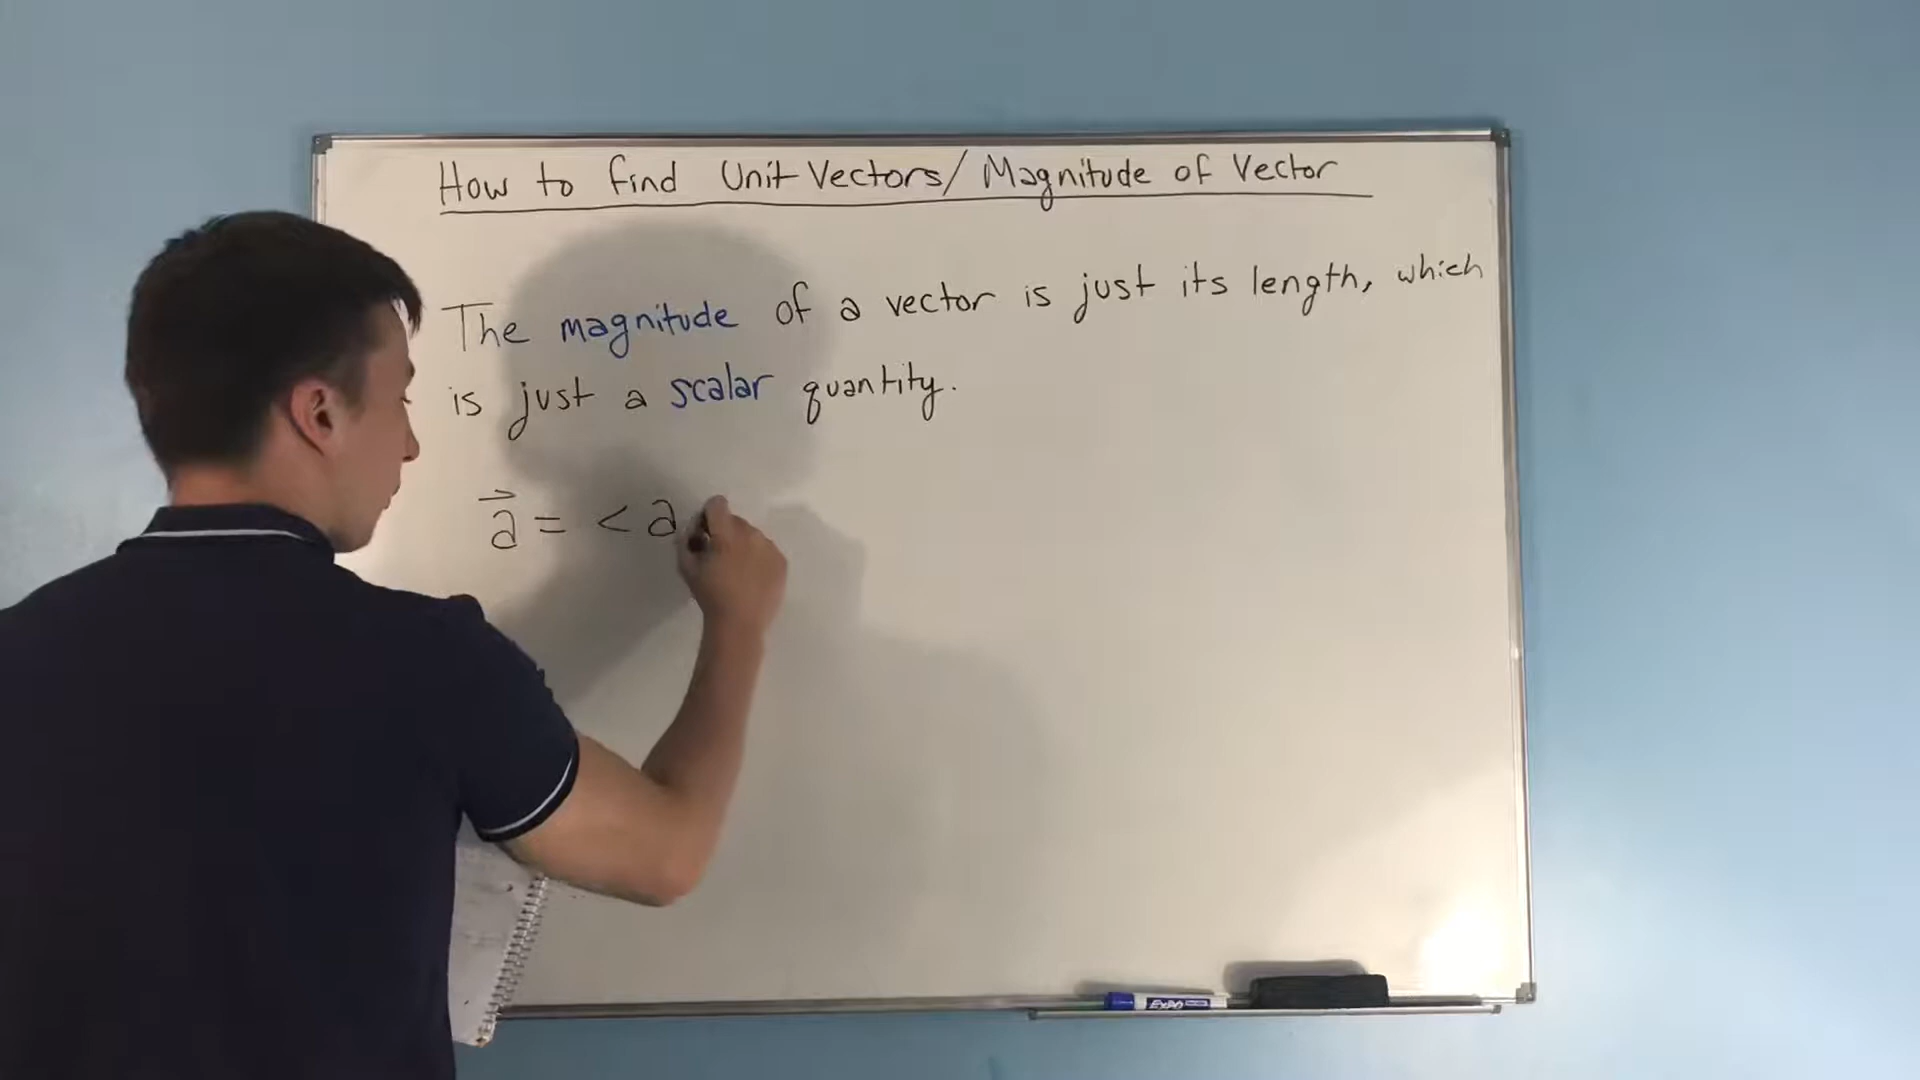 How to find Unit Vectors/Magnitude of Vector
The magnitude of a vector is just its length, which
is just a scalar quantity.
a⃗ = < a
EXPO